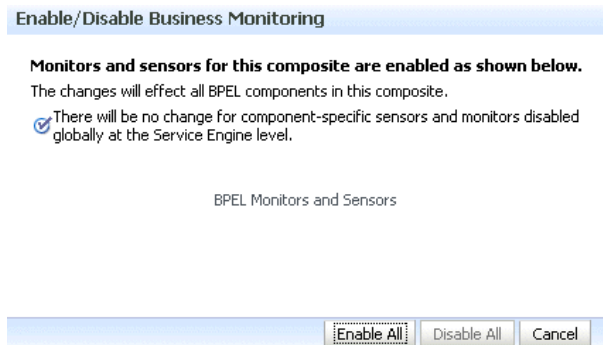 Enable/Disable Business Monitoring
Monitors and sensors for this composite are enabled as shown below.
The changes will effect all BPEL components in this composite.
There will be no change for component-specific sensors and monitors disabled
globally at the Service Engine level.
BPEL Monitors and Sensors
Enable All Disable All Cancel